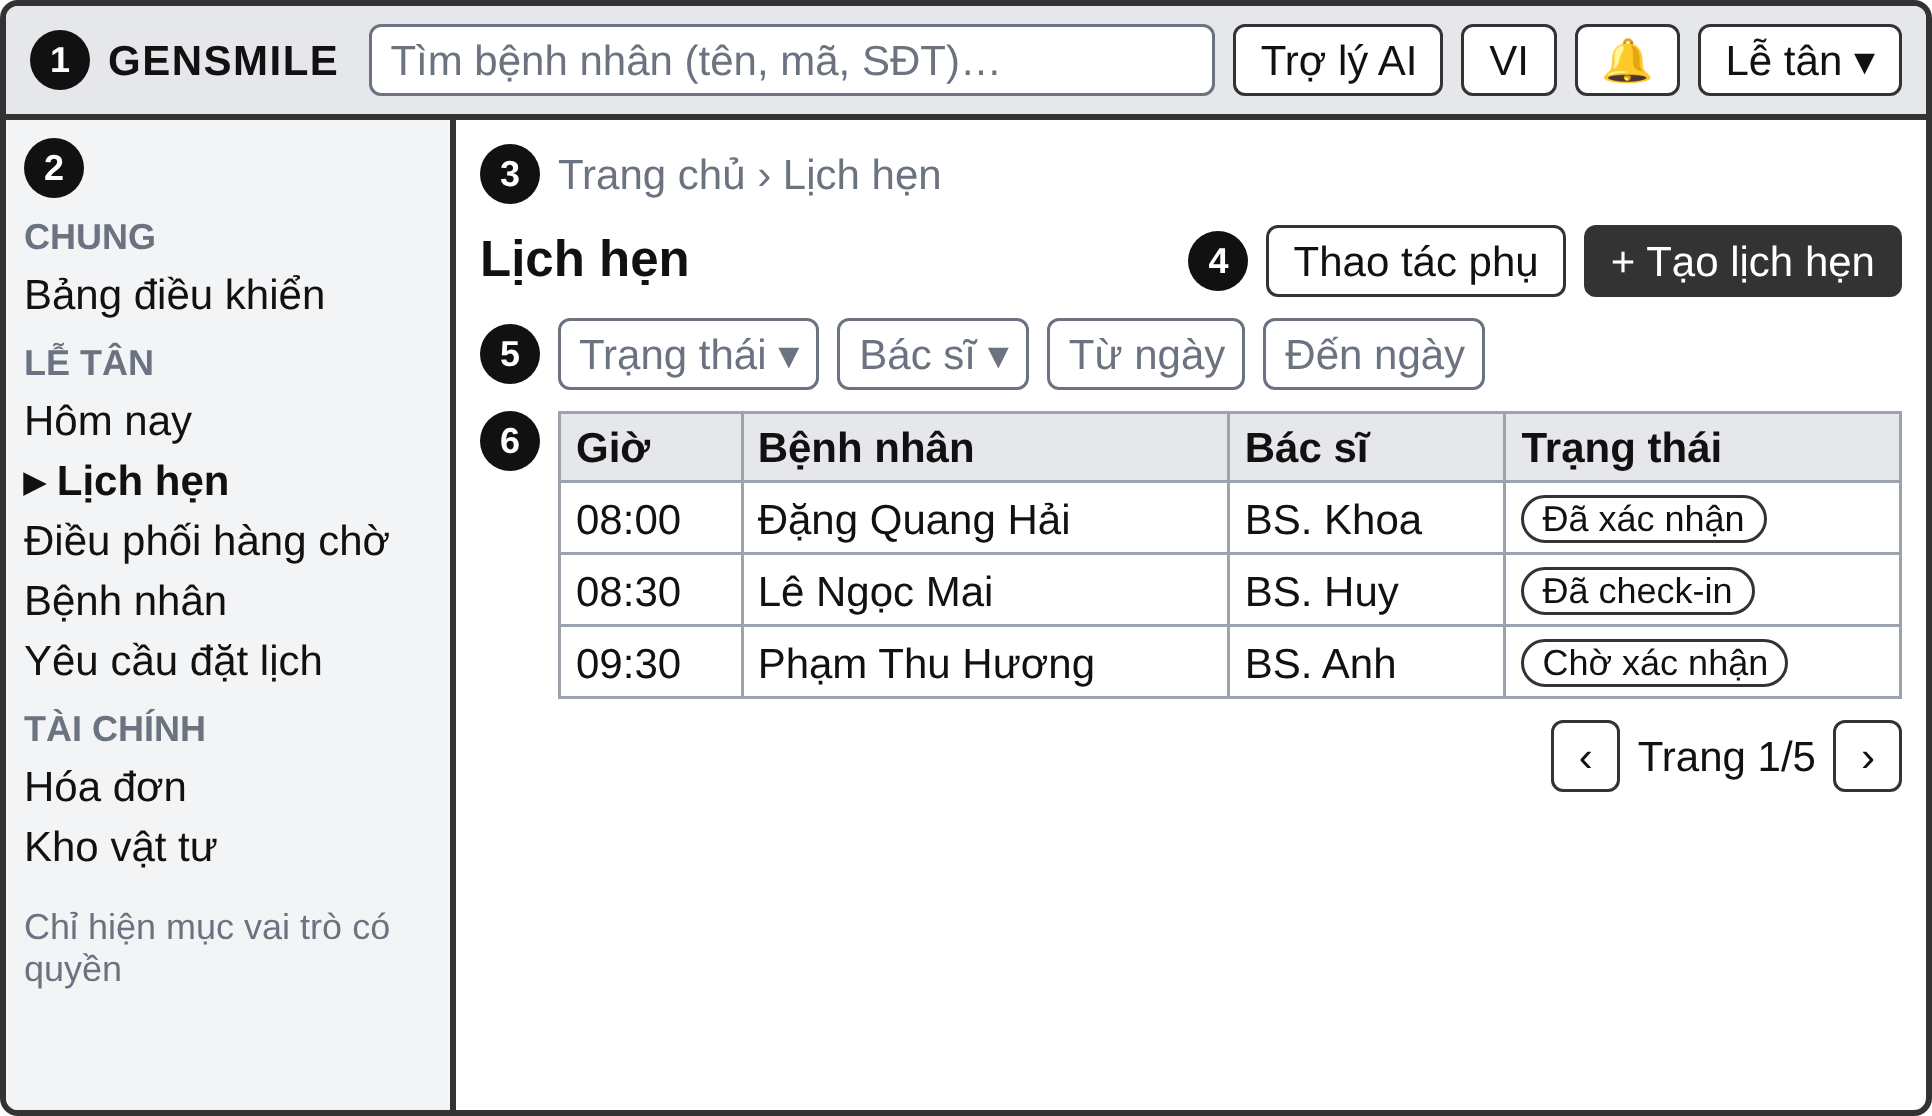 1 GENSMILE Tìm bệnh nhân (tên, mã, SĐT)… Trợ lý AI VI 🔔 Lễ tân ▾
2
CHUNG
Bảng điều khiển
LỄ TÂN
Hôm nay
▸ Lịch hẹn
Điều phối hàng chờ
Bệnh nhân
Yêu cầu đặt lịch
TÀI CHÍNH
Hóa đơn
Kho vật tư
Chỉ hiện mục vai trò có
quyền
3 Trang chủ › Lịch hẹn
Lịch hẹn 4 Thao tác phụ + Tạo lịch hẹn
5 Trạng thái ▾ Bác sĩ ▾ Từ ngày Đến ngày
6 Giờ Bệnh nhân Bác sĩ Trạng thái
08:00 Đặng Quang Hải BS. Khoa Đã xác nhận
08:30 Lê Ngọc Mai BS. Huy Đã check-in
09:30 Phạm Thu Hương BS. Anh Chờ xác nhận
‹ Trang 1/5 ›